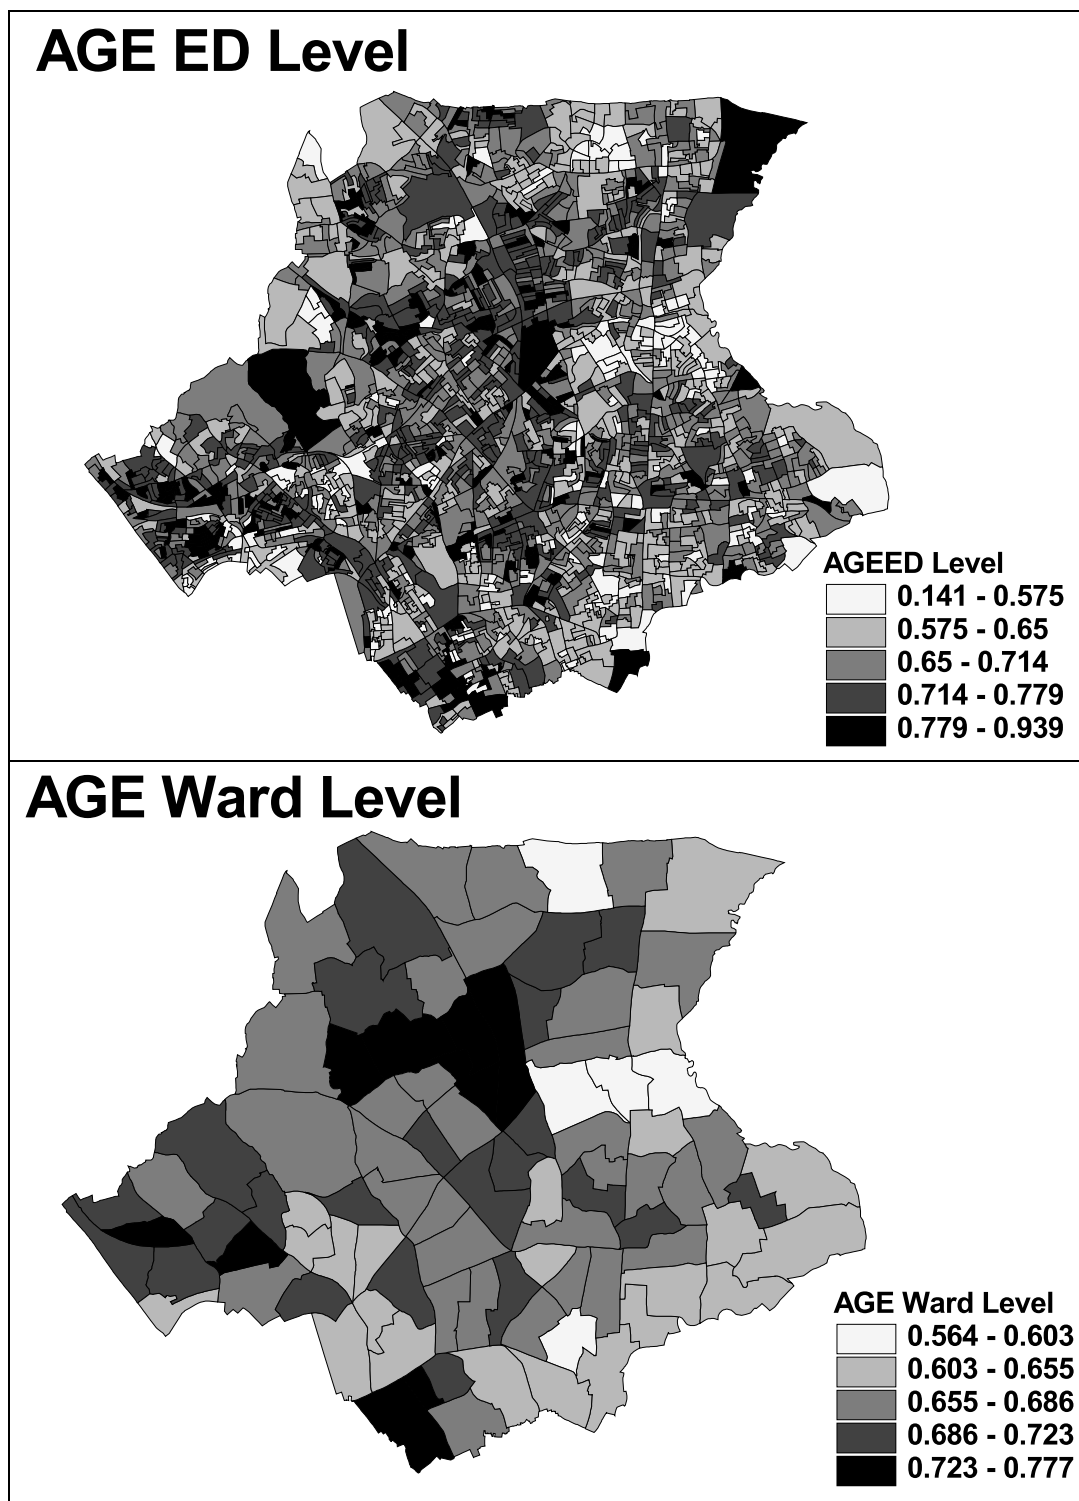 AGE ED Level
AGEED Level
0.141 - 0.575
0.575 - 0.65
0.65 - 0.714
0.714 - 0.779
0.779 - 0.939
AGE Ward Level
AGE Ward Level
0.564 - 0.603
0.603 - 0.655
0.655 - 0.686
0.686 - 0.723
0.723 - 0.777